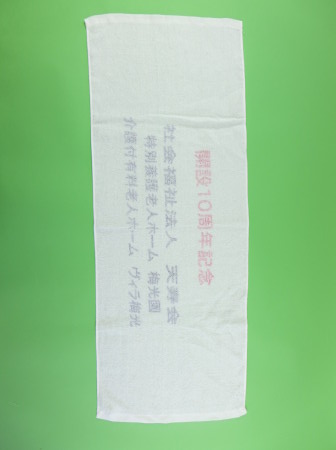 開設10周年記念
社会福祉法人 天寿会
特別養護老人ホーム 梅光園
介護付有料老人ホーム ヴィラ梅光